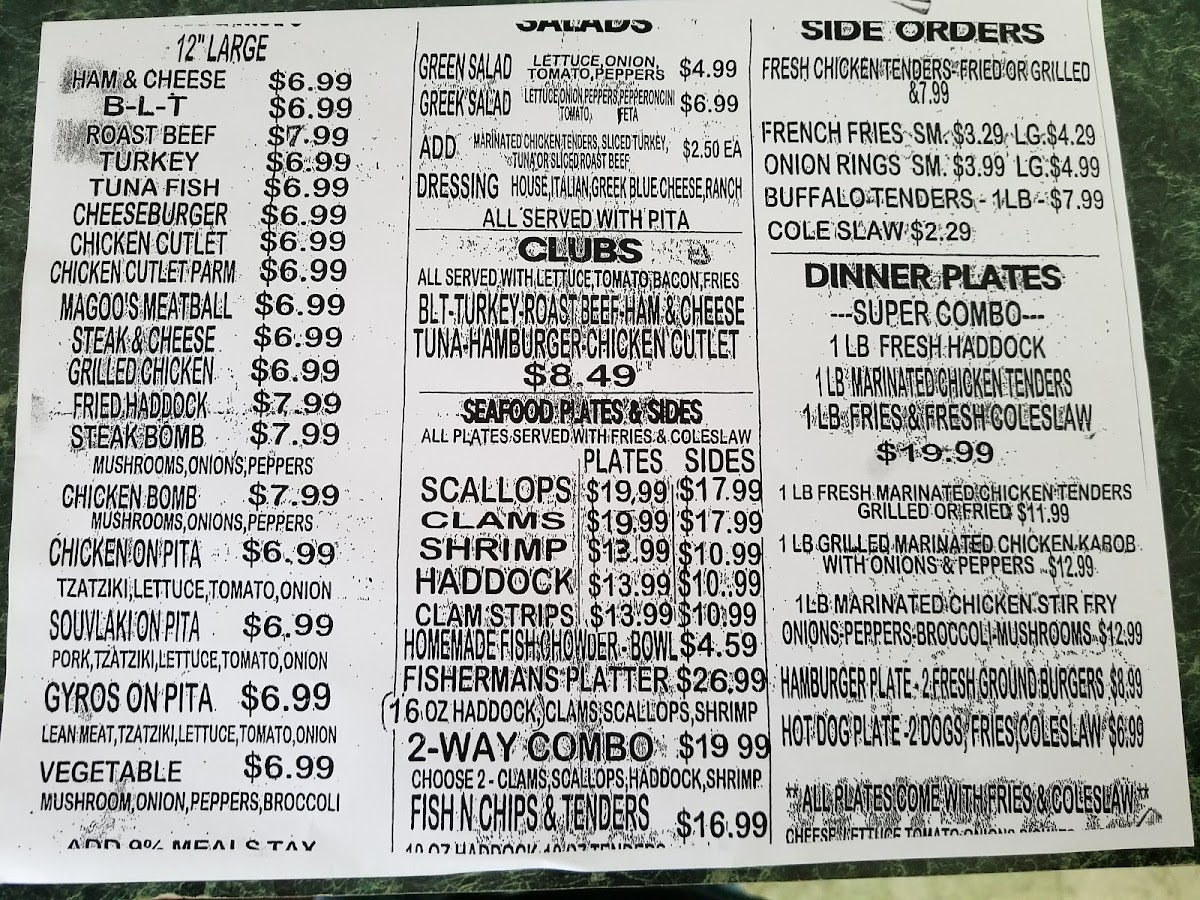 12" LARGE
HAM & CHEESE $6.99
B-L-T $6.99
ROAST BEEF $7.99
TURKEY $6.99
TUNA FISH $6.99
CHEESEBURGER $6.99
CHICKEN CUTLET $6.99
CHICKEN CUTLET PARM $6.99
MAGOO'S MEATBALL $6.99
STEAK & CHEESE $6.99
GRILLED CHICKEN $6.99
FRIED HADDOCK $7.99
STEAK BOMB $7.99
MUSHROOMS,ONIONS,PEPPERS
CHICKEN BOMB $7.99
MUSHROOMS,ONIONS,PEPPERS
CHICKEN ON PITA $6.99
TZATZIKI,LETTUCE,TOMATO,ONION
SOUVLAKI ON PITA $6.99
PORK,TZATZIKI,LETTUCE,TOMATO,ONION
GYROS ON PITA $6.99
LEAN MEAT,TZATZIKI,LETTUCE,TOMATO,ONION
VEGETABLE $6.99
MUSHROOM,ONION,PEPPERS,BROCCOLI
ADD 9% MEALS TAX
SALADS
GREEN SALAD LETTUCE,ONION, TOMATO,PEPPERS $4.99
GREEK SALAD LETTUCE,ONION,PEPPERS,PEPPERONCINI TOMATO, FETA $6.99
ADD MARINATED CHICKEN TENDERS, SLICED TURKEY, TUNA OR SLICED ROAST BEEF $2.50 EA
DRESSING HOUSE,ITALIAN,GREEK BLUE CHEESE,RANCH
ALL SERVED WITH PITA
CLUBS
ALL SERVED WITH LETTUCE,TOMATO,BACON,FRIES
BLT-TURKEY-ROAST BEEF-HAM & CHEESE
TUNA-HAMBURGER-CHICKEN CUTLET
$8.49
SEAFOOD PLATES & SIDES
ALL PLATES SERVED WITH FRIES & COLESLAW
PLATES SIDES
SCALLOPS $19.99 $17.99
CLAMS $19.99 $17.99
SHRIMP $13.99 $10.99
HADDOCK $13.99 $10.99
CLAM STRIPS $13.99 $10.99
HOMEMADE FISH CHOWDER - BOWL $4.59
FISHERMANS PLATTER $26.99
(16 OZ HADDOCK,)CLAMS,SCALLOPS,SHRIMP
2-WAY COMBO $19 99
CHOOSE 2 - CLAMS,SCALLOPS,HADDOCK,SHRIMP
FISH N CHIPS & TENDERS $16.99
10 OZ HADDOCK 10 OZ TENDERS
SIDE ORDERS
FRESH CHICKEN TENDERS-FRIED OR GRILLED
&7.99
FRENCH FRIES SM. $3.29 LG.$4.29
ONION RINGS SM. $3.99 LG.$4.99
BUFFALO TENDERS - 1LB - $7.99
COLE SLAW $2.29
DINNER PLATES
---SUPER COMBO---
1 LB FRESH HADDOCK
1 LB MARINATED CHICKEN TENDERS
1 LB FRIES & FRESH COLESLAW
$19.99
1 LB FRESH MARINATED CHICKEN TENDERS
GRILLED OR FRIED $11.99
1 LB GRILLED MARINATED CHICKEN KABOB
WITH ONIONS & PEPPERS - $12.99
1LB MARINATED CHICKEN STIR FRY
ONIONS-PEPPERS-BROCCOLI-MUSHROOMS-$12.99
HAMBURGER PLATE - 2 FRESH GROUND BURGERS $8.99
HOT DOG PLATE -2 DOGS, FRIES,COLESLAW $6.99
**ALL PLATES COME WITH FRIES & COLESLAW**
CHEESE,LETTUCE TOMATO